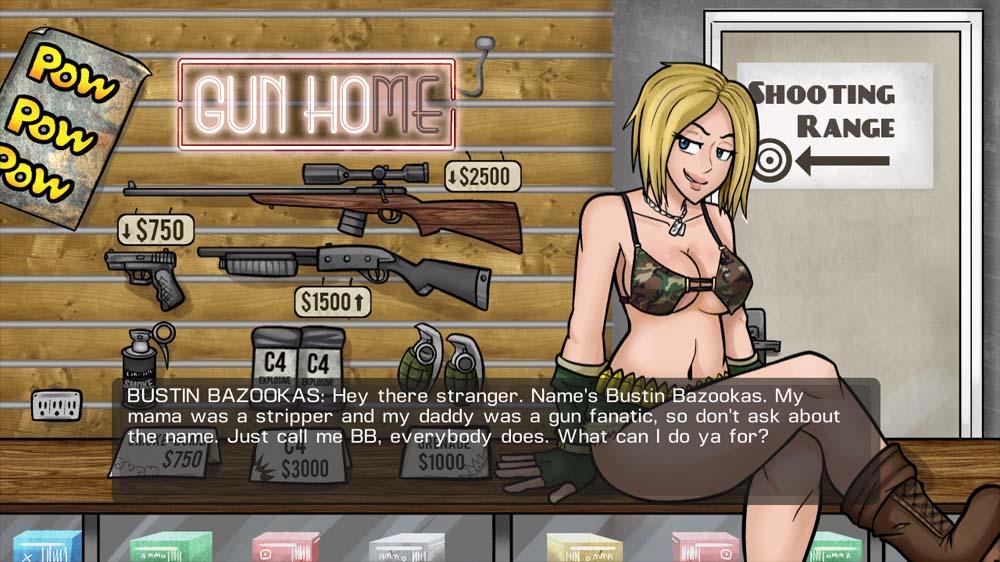 POW
POW
POW
GUN HOME
SHOOTING
RANGE
↓$2500
↓$750
$1500↑
SMOKE
C4 C4
EXPLOSIVE EXPLOSIVE
BUSTIN BAZOOKAS: Hey there stranger. Name's Bustin Bazookas. My
mama was a stripper and my daddy was a gun fanatic, so don't ask about
the name. Just call me BB, everybody does. What can I do ya for?
$750
C4
$3000
$1000
AMMO
AMMO
AMMO